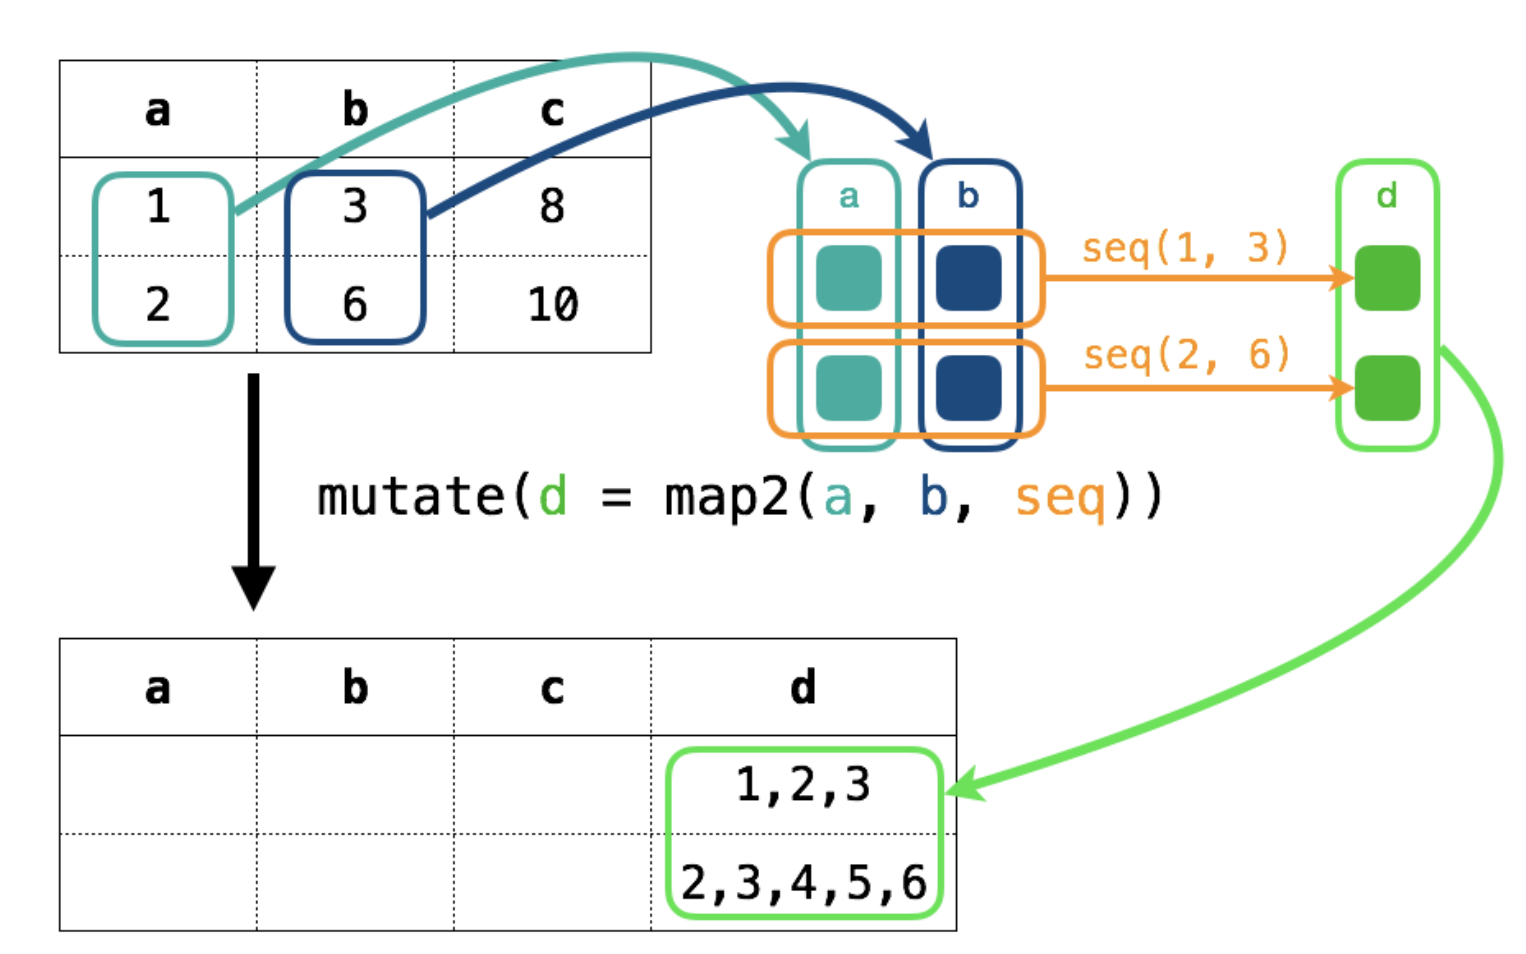 a b c
1 3 8
2 6 10
a b d
seq(1, 3)
seq(2, 6)
mutate(d = map2(a, b, seq))
a b c d
1,2,3
2,3,4,5,6